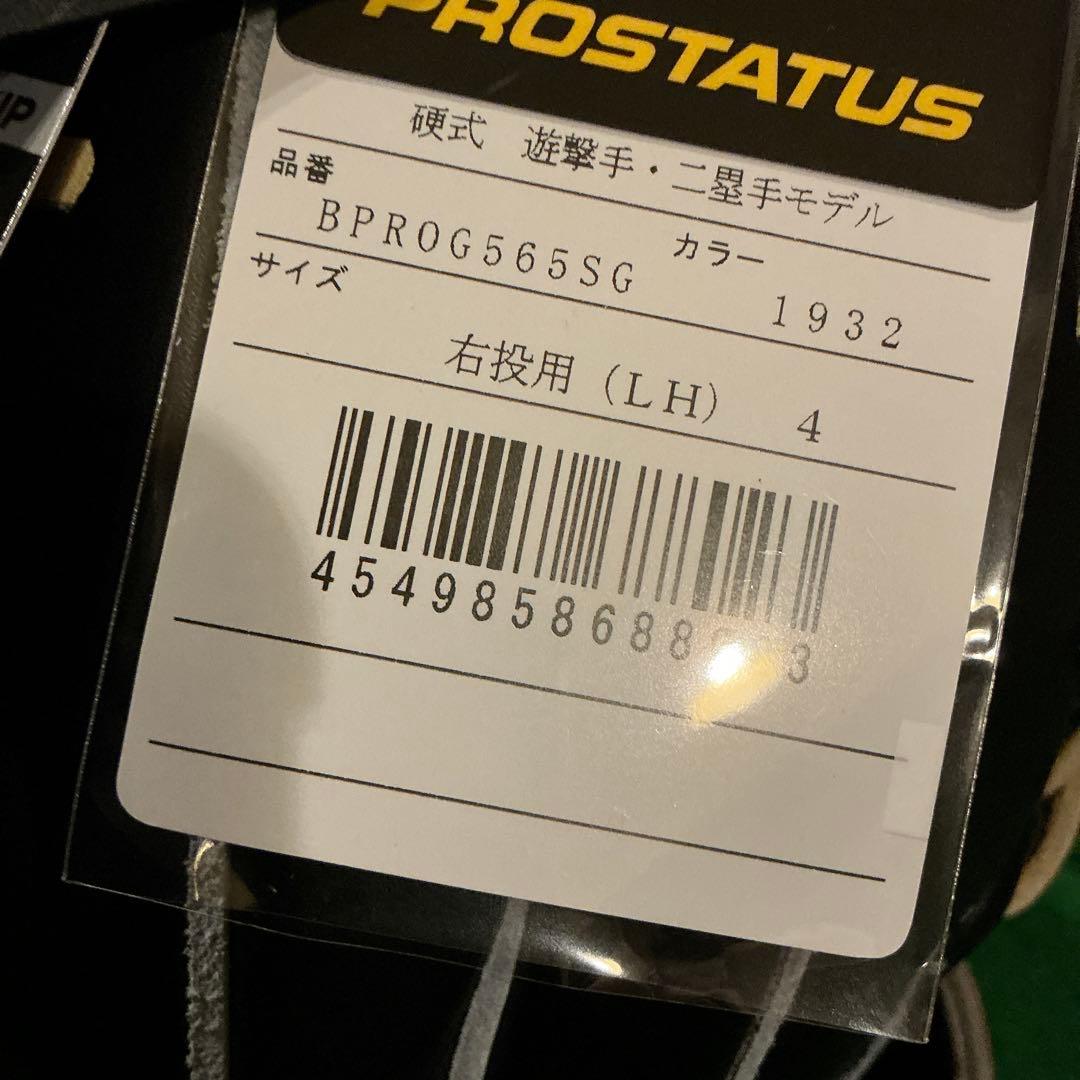 IP
PROSTATUS
硬式 遊撃手・二塁手モデル
品番 BPROG565SG
カラー 1932
サイズ
右投用（LH） 4